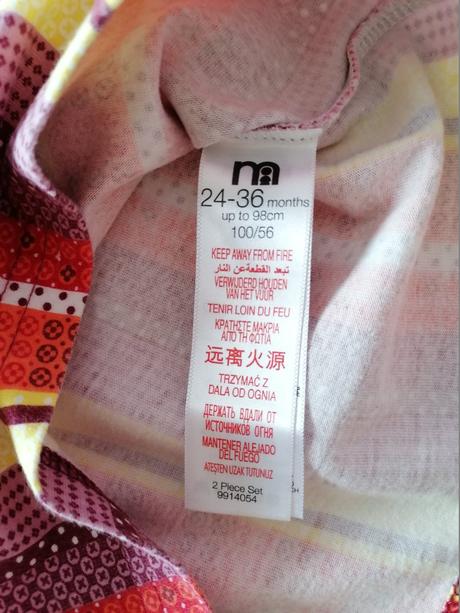 m
24-36 months
up to 98cm
100/56
KEEP AWAY FROM FIRE
تبعد القطعة عن النار
VERWIJDERD HOUDEN
VAN HET VUUR
TENIR LOIN DU FEU
ΚΡΑΤΗΣΤΕ ΜΑΚΡΙΑ
ΑΠΟ ΤΗ ΦΩΤΙΑ
远离火源
TRZYMAĆ Z
DALA OD OGNIA
ДЕРЖАТЬ ВДАЛИ ОТ
ИСТОЧНИКОВ ОГНЯ
MANTENER ALEJADO
DEL FUEGO
ATEŞTEN UZAK TUTUNUZ
2 Piece Set
9914054